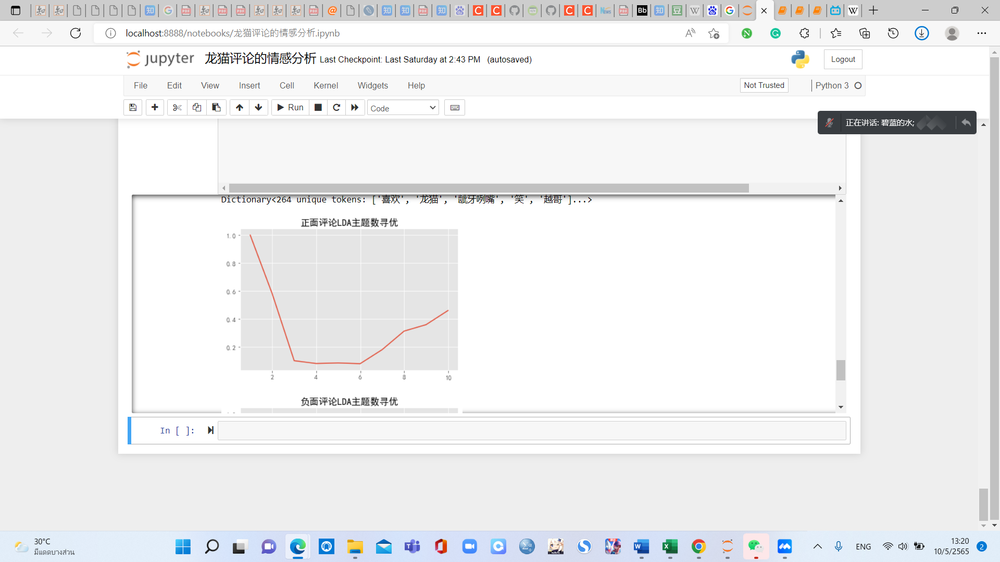 localhost:8888/notebooks/龙猫评论的情感分析.ipynb
jupyter 龙猫评论的情感分析 Last Checkpoint: Last Saturday at 2:43 PM (autosaved)
Logout
File Edit View Insert Cell Kernel Widgets Help
Not Trusted Python 3
Run Code
正在讲话: 碧蓝的水;
Dictionary<264 unique tokens: ['喜欢', '龙猫', '龇牙咧嘴', '笑', '越哥']...>
正面评论LDA主题数寻优
1.0
0.8
0.6
0.4
0.2
2 4 6 8 10
负面评论LDA主题数寻优
In [ ]:
30°C
มีแดดบางส่วน
ENG
13:20
10/5/2565
2